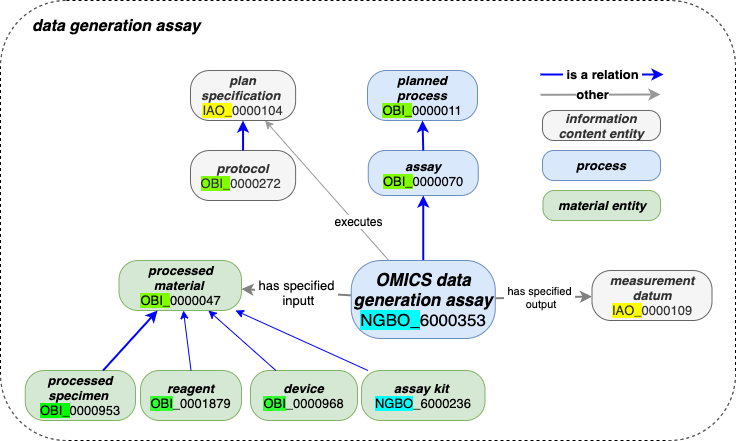 data generation assay
plan
specification
IAO_0000104
planned
process
OBI_0000011
is a relation
other
information
content entity
protocol
OBI_0000272
assay
OBI_0000070
process
material entity
executes
processed
material
OBI_0000047
has specified
inputt
OMICS data
generation assay
NGBO_6000353
has specified
output
measurement
datum
IAO_0000109
processed
specimen
OBI_0000953
reagent
OBI_0001879
device
OBI_0000968
assay kit
NGBO_6000236